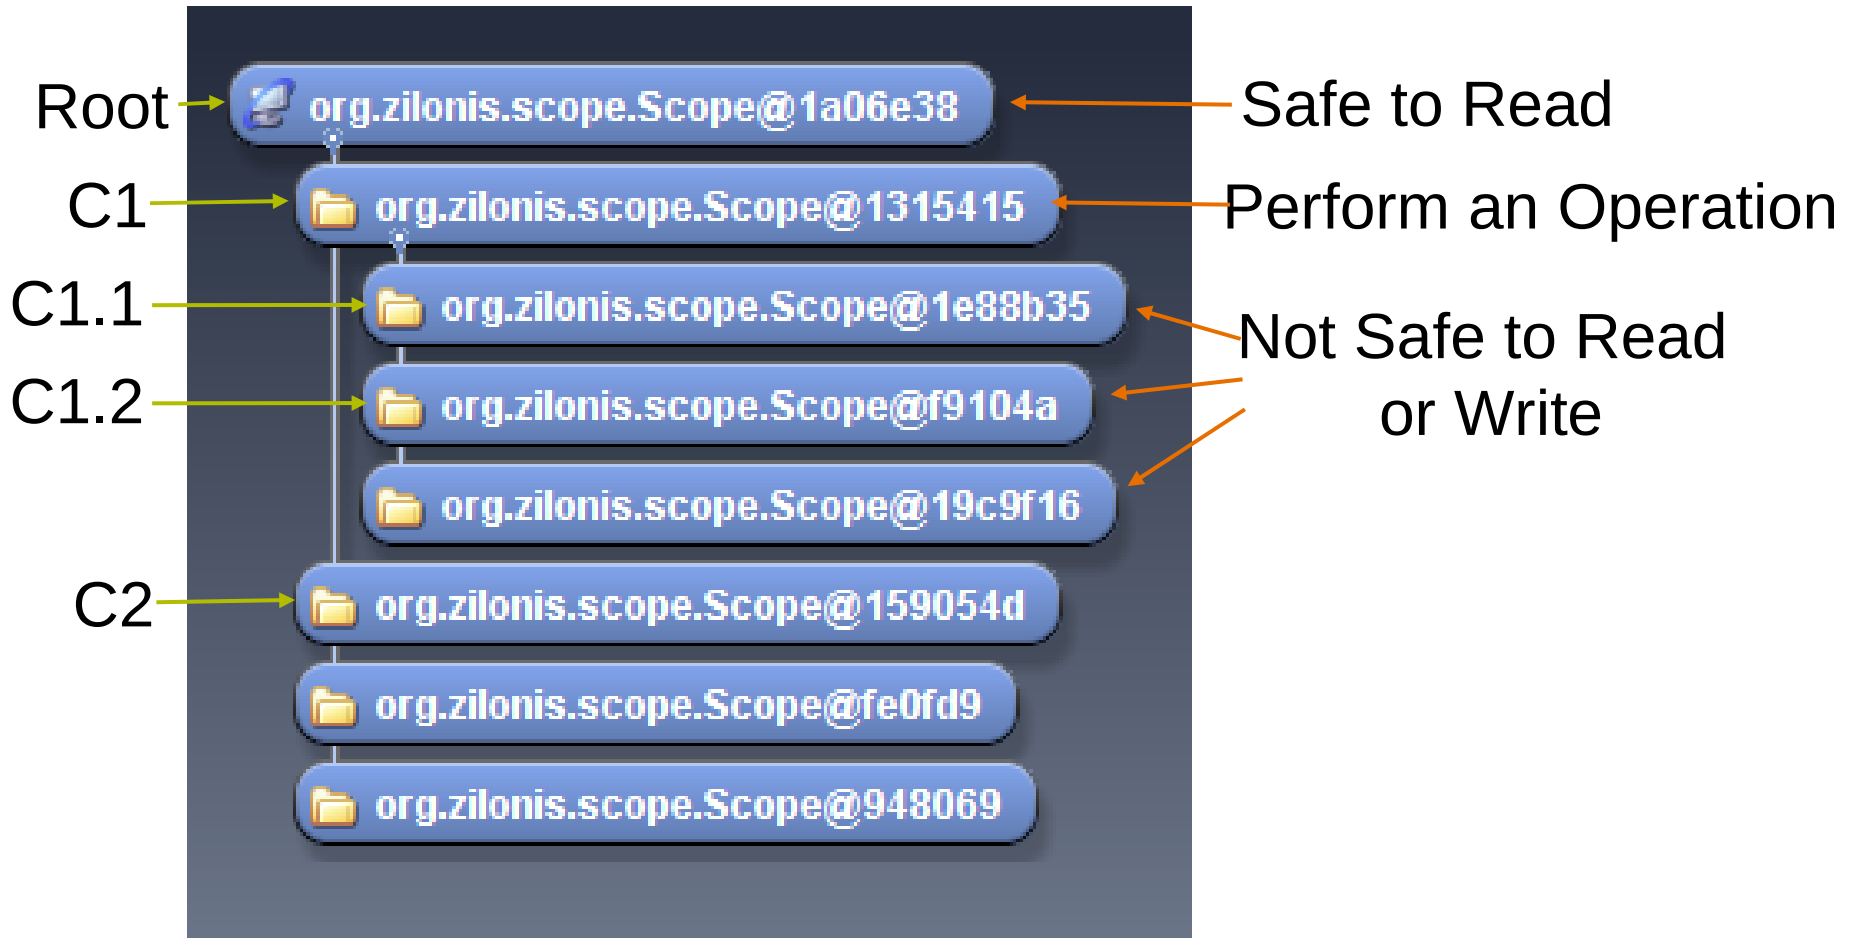 Root
org.zilonis.scope.Scope@1a06e38
Safe to Read
C1
org.zilonis.scope.Scope@1315415
Perform an Operation
C1.1
org.zilonis.scope.Scope@1e88b35
Not Safe to Read
or Write
C1.2
org.zilonis.scope.Scope@f9104a
org.zilonis.scope.Scope@19c9f16
C2
org.zilonis.scope.Scope@159054d
org.zilonis.scope.Scope@fe0fd9
org.zilonis.scope.Scope@948069